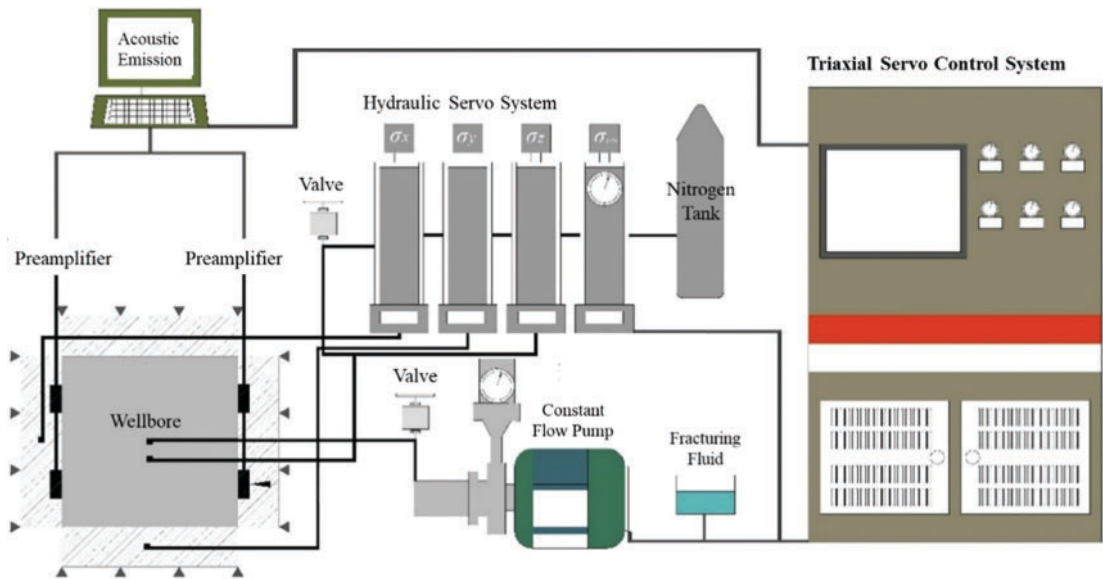 Acoustic
Emission
Triaxial Servo Control System
Hydraulic Servo System
σx
σy
σz
Valve
Nitrogen
Tank
Preamplifier
Preamplifier
Valve
Wellbore
Constant
Flow Pump
Fracturing
Fluid